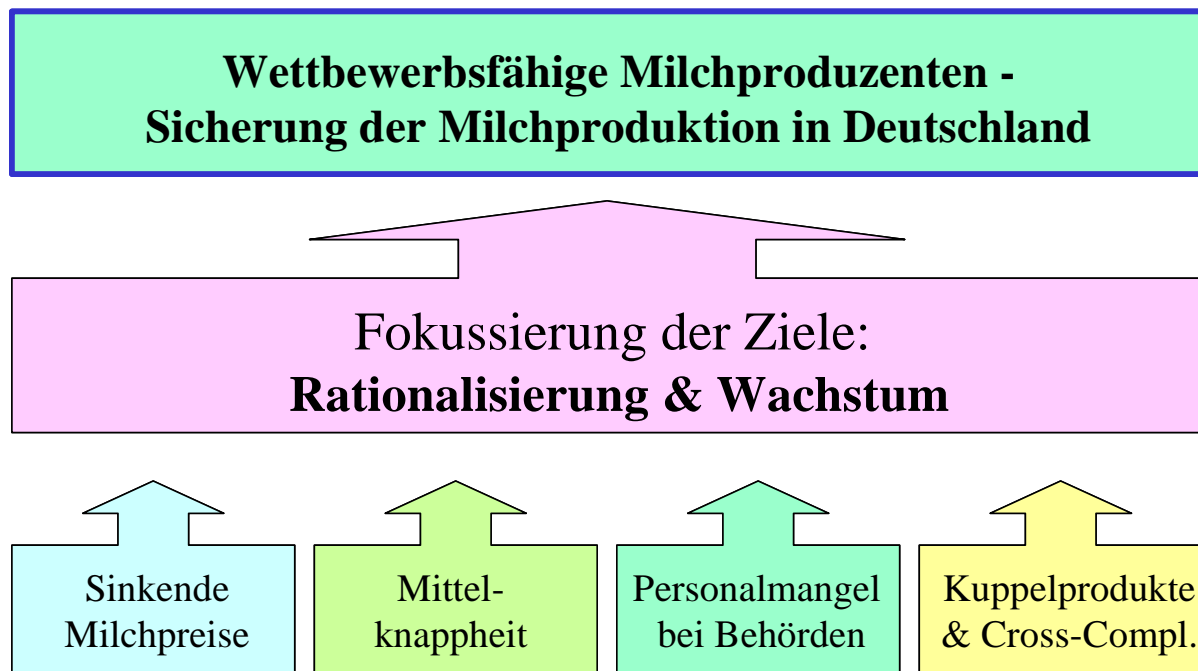 Wettbewerbsfähige Milchproduzenten -
Sicherung der Milchproduktion in Deutschland
Fokussierung der Ziele:
Rationalisierung & Wachstum
Sinkende
Milchpreise
Mittel-
knappheit
Personalmangel
bei Behörden
Kuppelprodukte
& Cross-Compl.